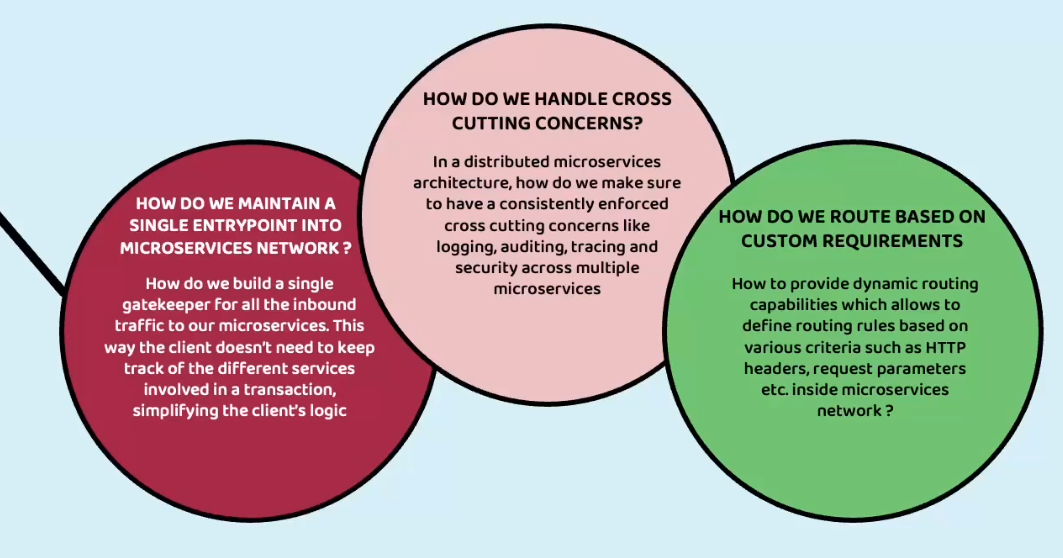 HOW DO WE MAINTAIN A
SINGLE ENTRYPOINT INTO
MICROSERVICES NETWORK ?
How do we build a single
gatekeeper for all the inbound
traffic to our microservices. This
way the client doesn't need to keep
track of the different services
involved in a transaction,
simplifying the client's logic
HOW DO WE HANDLE CROSS
CUTTING CONCERNS?
In a distributed microservices
architecture, how do we make sure
to have a consistently enforced
cross cutting concerns like
logging, auditing, tracing and
security across multiple
microservices
HOW DO WE ROUTE BASED ON
CUSTOM REQUIREMENTS
How to provide dynamic routing
capabilities which allows to
define routing rules based on
various criteria such as HTTP
headers, request parameters
etc. inside microservices
network ?